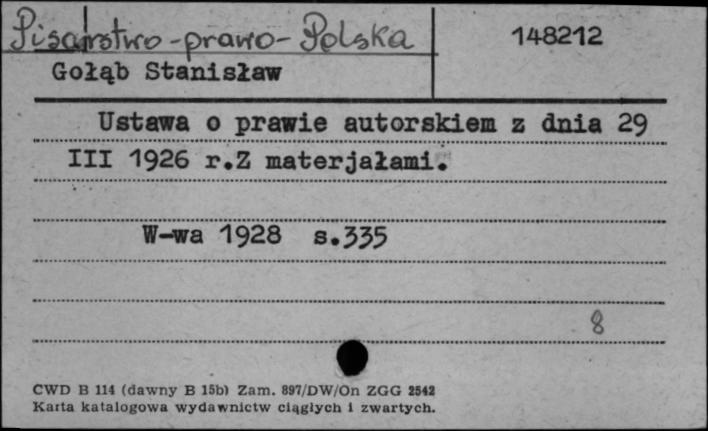 Pisarstwo-prawo-Polska
148212
Gołąb Stanisław
Ustawa o prawie autorskiem z dnia 29
III 1926 r.Z materjałami.
W-wa 1928 s.335
8
CWD B 114 (dawny B 15b) Zam. 897/DW/On ZGG 2542
Karta katalogowa wydawnictw ciągłych i zwartych.